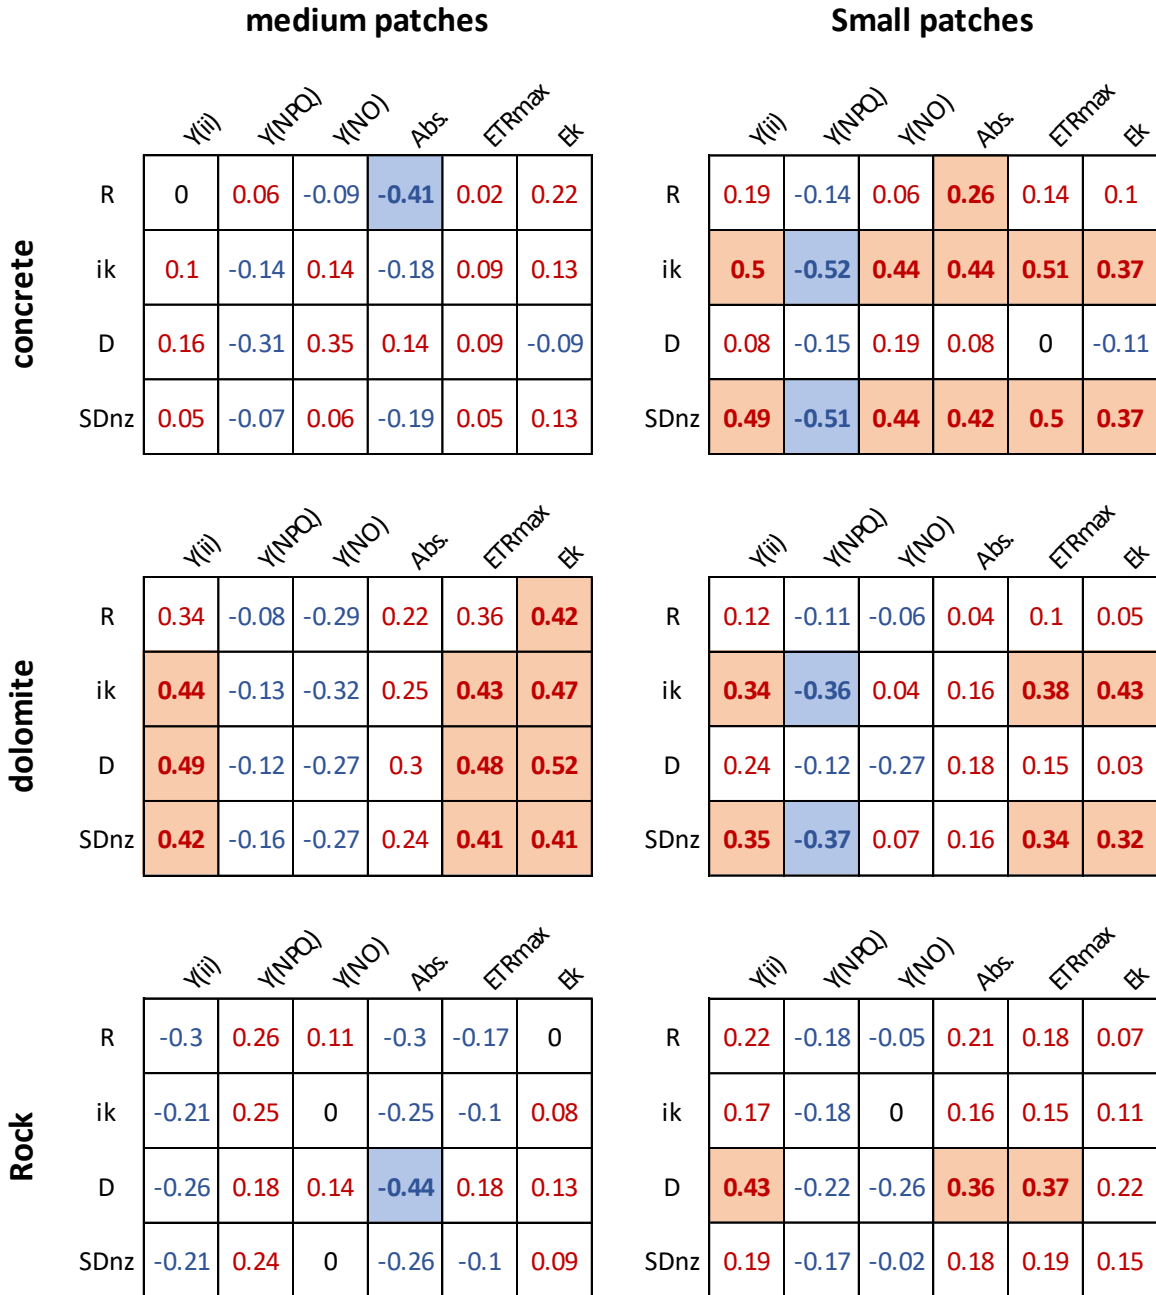 medium patches Small patches
concrete
Y(ii) Y(NPQ) Y(NO) Abs. ETRmax Ek
R 0 0.06 -0.09 -0.41 0.02 0.22
ik 0.1 -0.14 0.14 -0.18 0.09 0.13
D 0.16 -0.31 0.35 0.14 0.09 -0.09
SDnz 0.05 -0.07 0.06 -0.19 0.05 0.13
Y(ii) Y(NPQ) Y(NO) Abs. ETRmax Ek
R 0.19 -0.14 0.06 0.26 0.14 0.1
ik 0.5 -0.52 0.44 0.44 0.51 0.37
D 0.08 -0.15 0.19 0.08 0 -0.11
SDnz 0.49 -0.51 0.44 0.42 0.5 0.37
dolomite
Y(ii) Y(NPQ) Y(NO) Abs. ETRmax Ek
R 0.34 -0.08 -0.29 0.22 0.36 0.42
ik 0.44 -0.13 -0.32 0.25 0.43 0.47
D 0.49 -0.12 -0.27 0.3 0.48 0.52
SDnz 0.42 -0.16 -0.27 0.24 0.41 0.41
Y(ii) Y(NPQ) Y(NO) Abs. ETRmax Ek
R 0.12 -0.11 -0.06 0.04 0.1 0.05
ik 0.34 -0.36 0.04 0.16 0.38 0.43
D 0.24 -0.12 -0.27 0.18 0.15 0.03
SDnz 0.35 -0.37 0.07 0.16 0.34 0.32
Rock
Y(ii) Y(NPQ) Y(NO) Abs. ETRmax Ek
R -0.3 0.26 0.11 -0.3 -0.17 0
ik -0.21 0.25 0 -0.25 -0.1 0.08
D -0.26 0.18 0.14 -0.44 0.18 0.13
SDnz -0.21 0.24 0 -0.26 -0.1 0.09
Y(ii) Y(NPQ) Y(NO) Abs. ETRmax Ek
R 0.22 -0.18 -0.05 0.21 0.18 0.07
ik 0.17 -0.18 0 0.16 0.15 0.11
D 0.43 -0.22 -0.26 0.36 0.37 0.22
SDnz 0.19 -0.17 -0.02 0.18 0.19 0.15